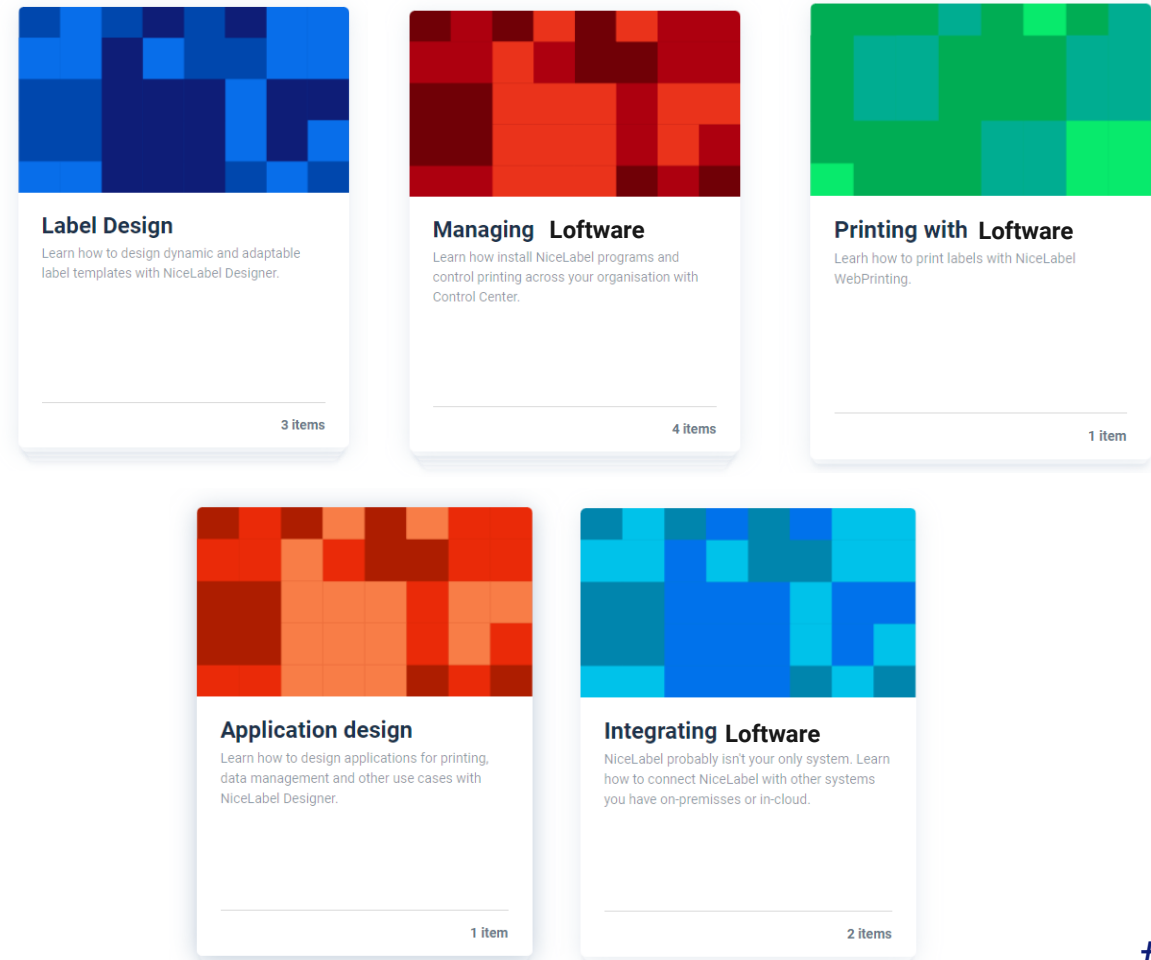 Label Design
Learn how to design dynamic and adaptable
label templates with NiceLabel Designer.
3 items
Managing Loftware
Learn how install NiceLabel programs and
control printing across your organisation with
Control Center.
4 items
Printing with Loftware
Learh how to print labels with NiceLabel
WebPrinting.
1 item
Application design
Learn how to design applications for printing,
data management and other use cases with
NiceLabel Designer.
1 item
Integrating Loftware
NiceLabel probably isn't your only system. Learn
how to connect NiceLabel with other systems
you have on-premisses or in-cloud.
2 items